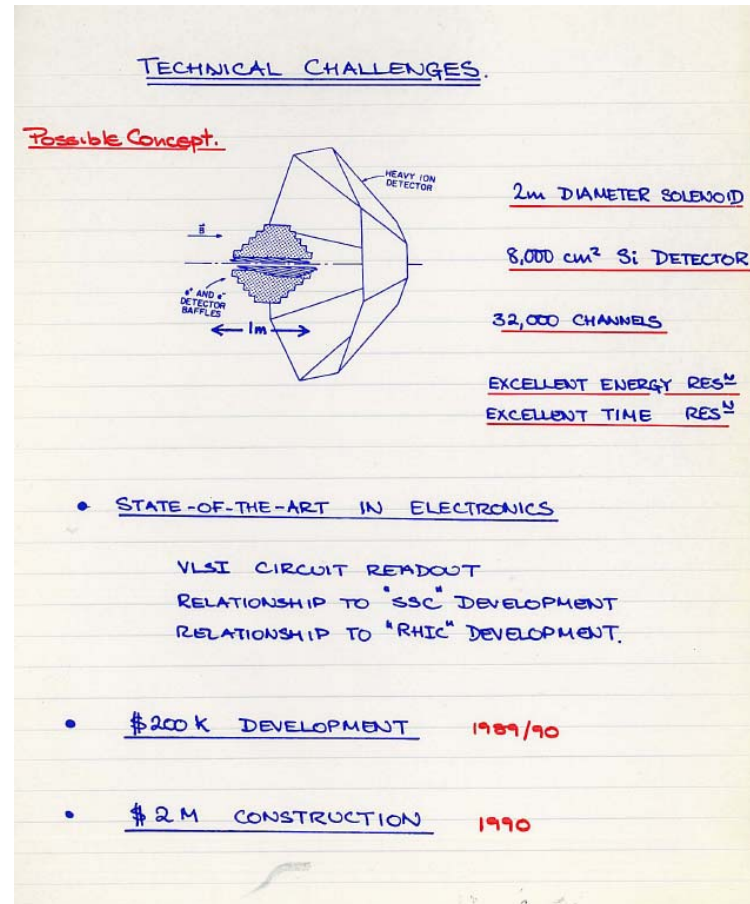 TECHNICAL CHALLENGES.
Possible Concept.
HEAVY ION
DETECTOR
B
e⁺ AND e⁻
DETECTOR
BAFFLES
1m
2m DIAMETER SOLENOID
8,000 cm² Si DETECTOR
32,000 CHANNELS
EXCELLENT ENERGY RESᴺ
EXCELLENT TIME RESᴺ
• STATE-OF-THE-ART IN ELECTRONICS
VLSI CIRCUIT READOUT
RELATIONSHIP TO "SSC" DEVELOPMENT
RELATIONSHIP TO "RHIC" DEVELOPMENT.
• $200K DEVELOPMENT 1989/90
• $2M CONSTRUCTION 1990